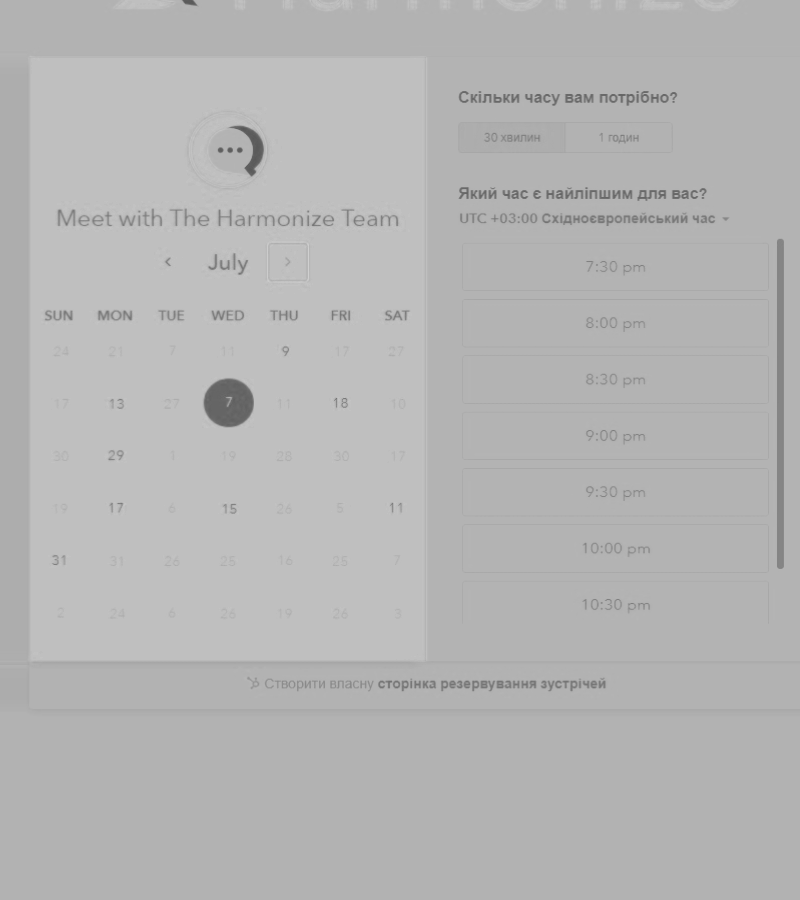 Harmonize
Meet with The Harmonize Team
July
SUN MON TUE WED THU FRI SAT
24 21 7 11 9 17 27
17 13 27 7 11 18 10
30 29 1 19 28 30 17
19 17 6 15 26 5 11
31 31 26 25 16 25 7
2 24 6 26 19 26 3
Скільки часу вам потрібно?
30 хвилин 1 годин
Який час є найліпшим для вас?
UTC +03:00 Східноєвропейський час
7:30 pm
8:00 pm
8:30 pm
9:00 pm
9:30 pm
10:00 pm
10:30 pm
Створити власну сторінка резервування зустрічей